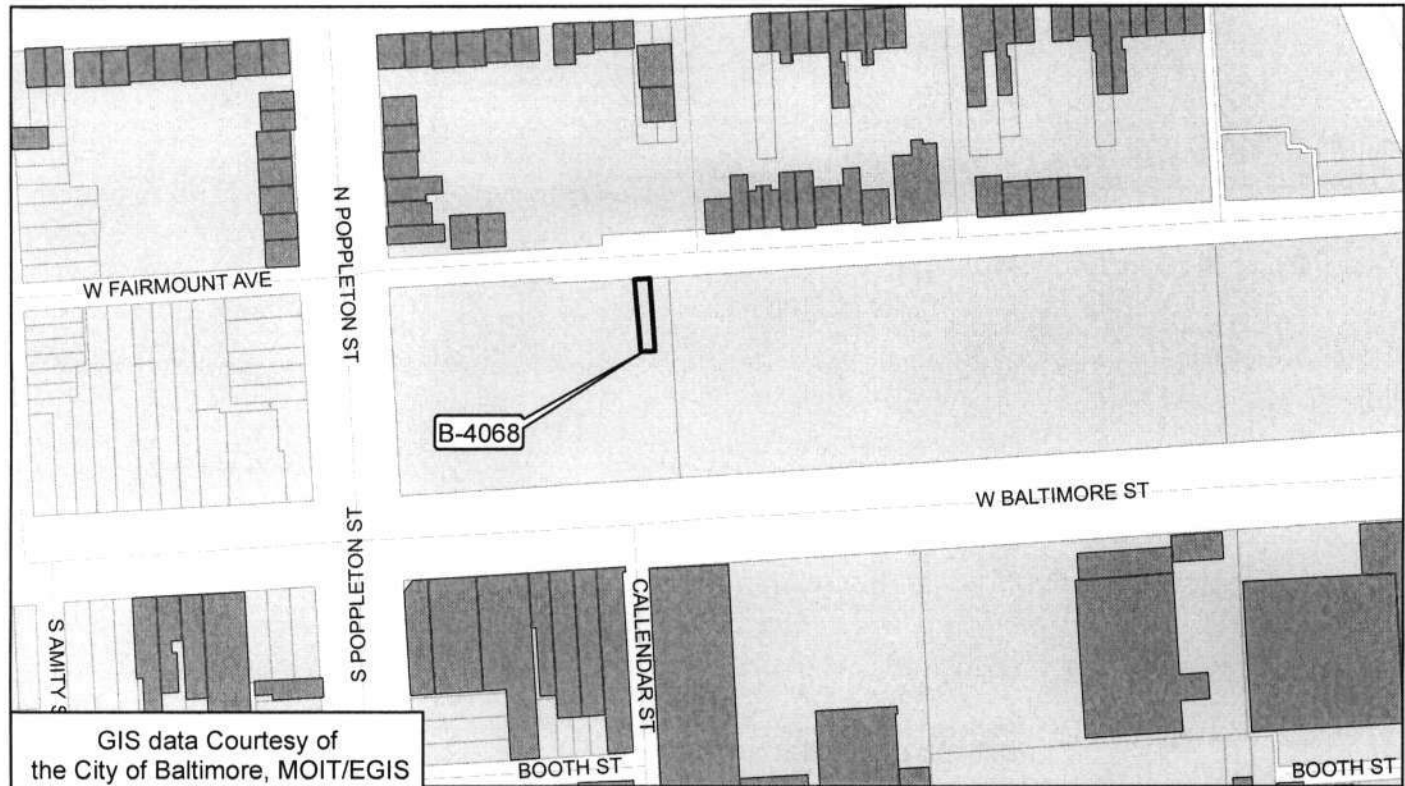 N POPPLETON ST
W FAIRMOUNT AVE
B-4068
W BALTIMORE ST
S POPPLETON ST
CALLENDAR ST
S AMITY S
GIS data Courtesy of
the City of Baltimore, MOIT/EGIS
BOOTH ST
BOOTH ST